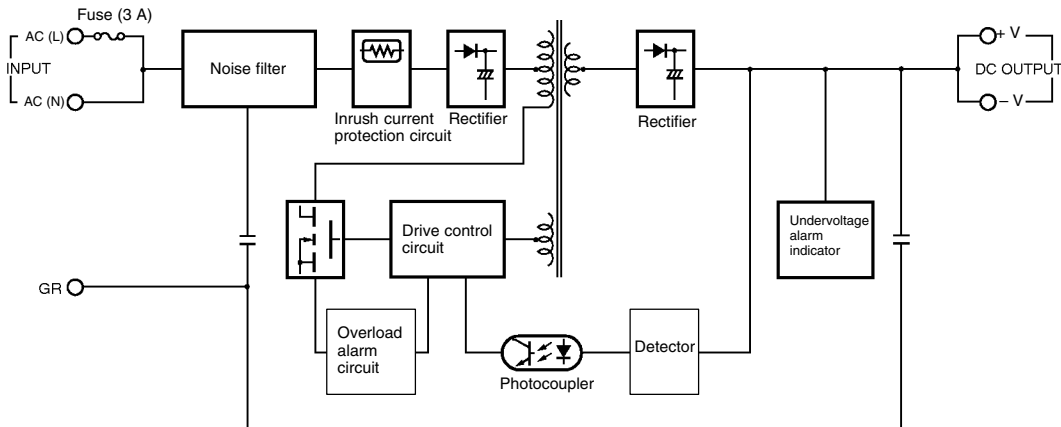 Fuse (3 A)
AC (L)
INPUT
AC (N)
Noise filter
Inrush current
protection circuit
Rectifier
Rectifier
+ V
DC OUTPUT
– V
Drive control
circuit
Undervoltage
alarm
indicator
GR
Overload
alarm
circuit
Photocoupler
Detector